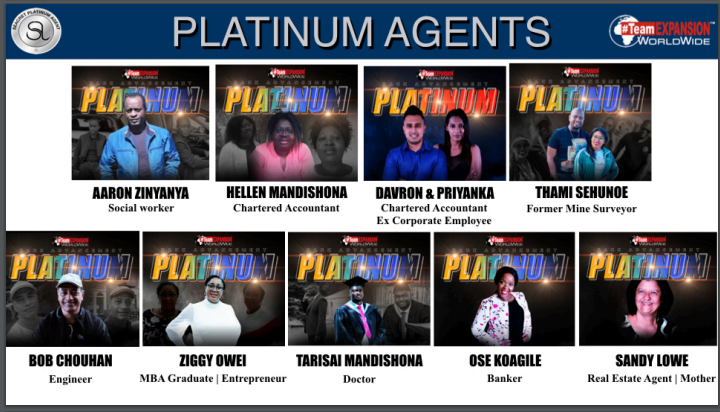 PLATINUM AGENTS
#TeamEXPANSION
WORLDWIDE
SL
PLATINUM
PLATINUM
PLATINUM
PLATINUM
AARON ZINYANYA
Social worker
HELLEN MANDISHONA
Chartered Accountant
DAVRON & PRIYANKA
Chartered Accountant
Ex Corporate Employee
THAMI SEHUNOE
Former Mine Surveyor
PLATINUM
PLATINUM
PLATINUM
PLATINUM
PLATINUM
BOB CHOUHAN
Engineer
ZIGGY OWEI
MBA Graduate | Entrepreneur
TARISAI MANDISHONA
Doctor
OSE KOAGILE
Banker
SANDY LOWE
Real Estate Agent | Mother